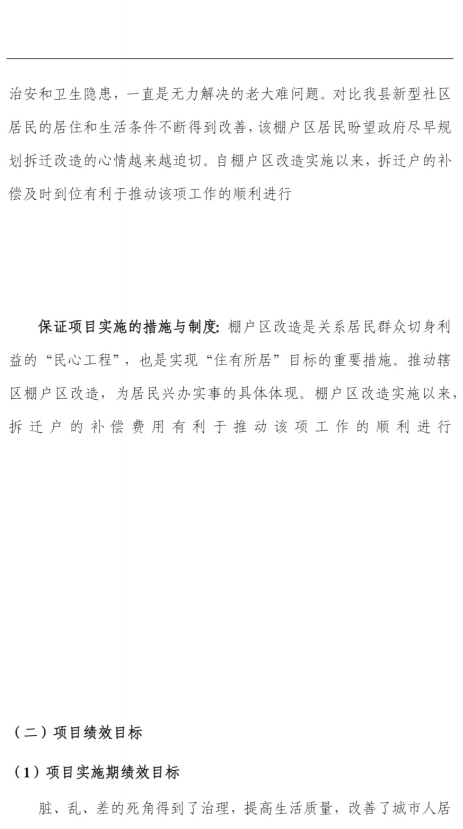 治安和卫生隐患，一直是无力解决的老大难问题。对比我县新型社区
居民的居住和生活条件不断得到改善，该棚户区居民盼望政府尽早规
划拆迁改造的心情越来越迫切。自棚户区改造实施以来，拆迁户的补
偿及时到位有利于推动该项工作的顺利进行
保证项目实施的措施与制度：棚户区改造是关系居民群众切身利
益的“民心工程”，也是实现“住有所居”目标的重要措施。推动辖
区棚户区改造，为居民兴办实事的具体体现。棚户区改造实施以来，
拆迁户的补偿费用有利于推动该项工作的顺利进行
（二）项目绩效目标
（1）项目实施期绩效目标
脏、乱、差的死角得到了治理，提高生活质量，改善了城市人居